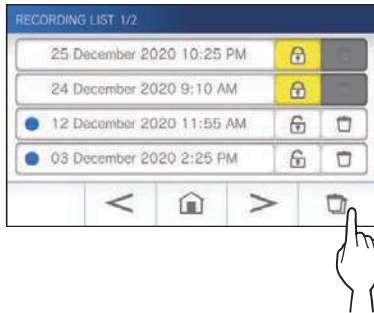 RECORDING LIST 1/2
25 December 2020 10:25 PM
24 December 2020 9:10 AM
12 December 2020 11:55 AM
03 December 2020 2:25 PM